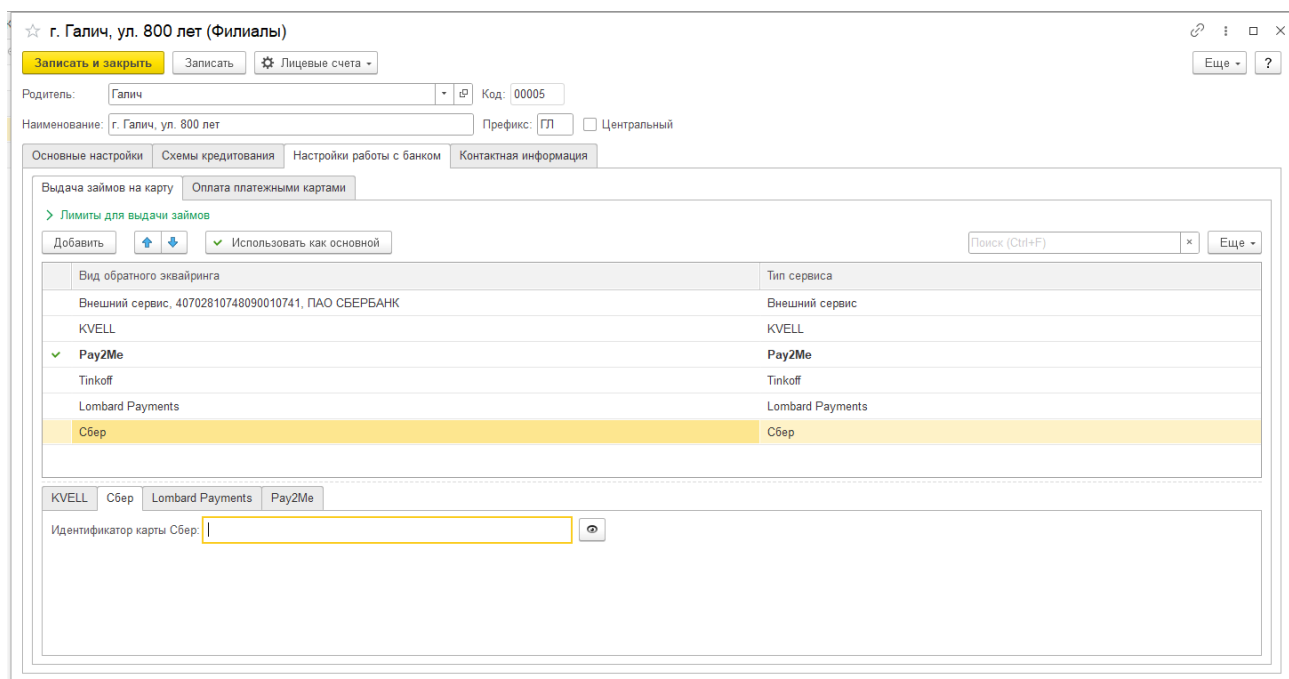 г. Галич, ул. 800 лет (Филиалы)
Записать и закрыть Записать Лицевые счета Еще ?
Родитель: Галич Код: 00005
Наименование: г. Галич, ул. 800 лет Префикс: ГЛ Центральный
Основные настройки Схемы кредитования Настройки работы с банком Контактная информация
Выдача займов на карту Оплата платежными картами
Лимиты для выдачи займов
Добавить Использовать как основной Поиск (Ctrl+F) × Еще
Вид обратного эквайринга Тип сервиса
Внешний сервис, 40702810748090010741, ПАО СБЕРБАНК Внешний сервис
KVELL KVELL
Pay2Me Pay2Me
Tinkoff Tinkoff
Lombard Payments Lombard Payments
Сбер Сбер
KVELL Сбер Lombard Payments Pay2Me
Идентификатор карты Сбер: